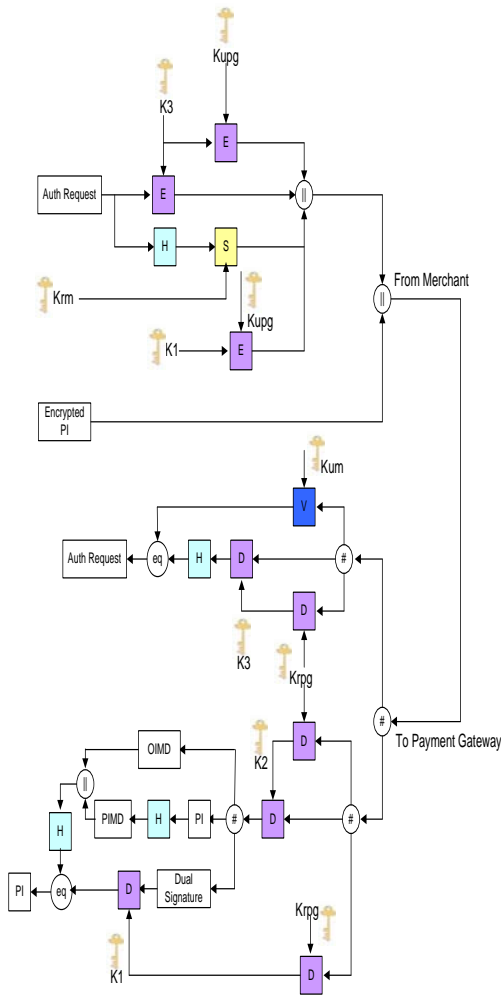 Kupg
K3
E
Auth Request
E
||
H
S
Krm
Kupg
From Merchant
||
K1
E
Encrypted
PI
Kum
V
Auth Request
eq
H
D
#
D
K3
Krpg
#
To Payment Gateway
OIMD
K2
D
||
PIMD
H
PI
#
D
#
H
PI
eq
D
Dual
Signature
Krpg
K1
D